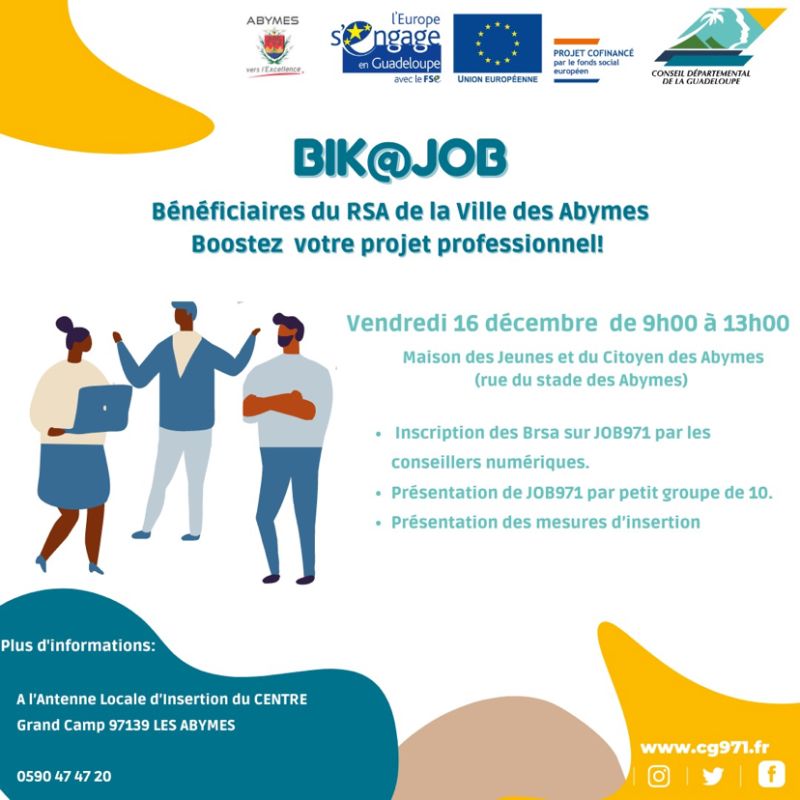 ABYMES
vers l'Excellence
l'Europe
s'engage
en Guadeloupe
avec le FSE
UNION EUROPÉENNE
PROJET COFINANCÉ
par le fonds social
européen
CONSEIL DÉPARTEMENTAL
DE LA GUADELOUPE
BIK@JOB
Bénéficiaires du RSA de la Ville des Abymes
Boostez votre projet professionnel!
Vendredi 16 décembre de 9h00 à 13h00
Maison des Jeunes et du Citoyen des Abymes
(rue du stade des Abymes)
• Inscription des Brsa sur JOB971 par les
conseillers numériques.
• Présentation de JOB971 par petit groupe de 10.
• Présentation des mesures d'insertion
Plus d'informations:
A l'Antenne Locale d'Insertion du CENTRE
Grand Camp 97139 LES ABYMES
0590 47 47 20
www.cg971.fr